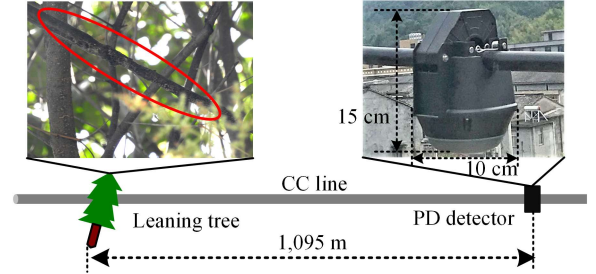 15 cm
10 cm
CC line
Leaning tree
PD detector
1,095 m